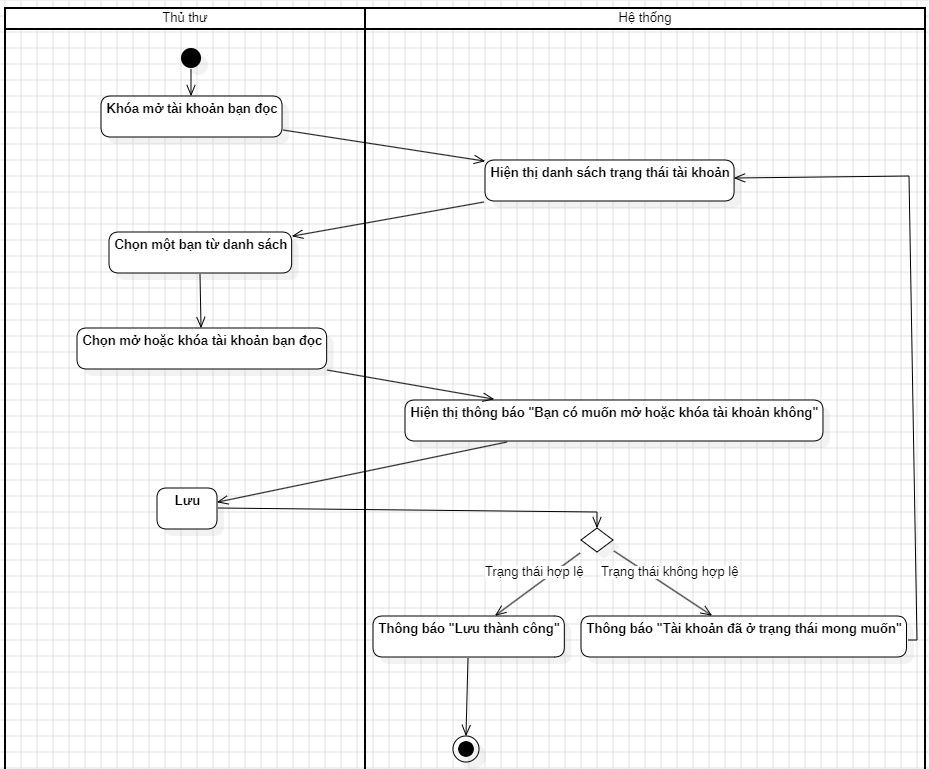 Thủ thư
Hệ thống
Khóa mở tài khoản bạn đọc
Hiện thị danh sách trạng thái tài khoản
Chọn một bạn từ danh sách
Chọn mở hoặc khóa tài khoản bạn đọc
Hiện thị thông báo "Bạn có muốn mở hoặc khóa tài khoản không"
Lưu
Trạng thái hợp lệ
Trạng thái không hợp lệ
Thông báo "Lưu thành công"
Thông báo "Tài khoản đã ở trạng thái mong muốn"